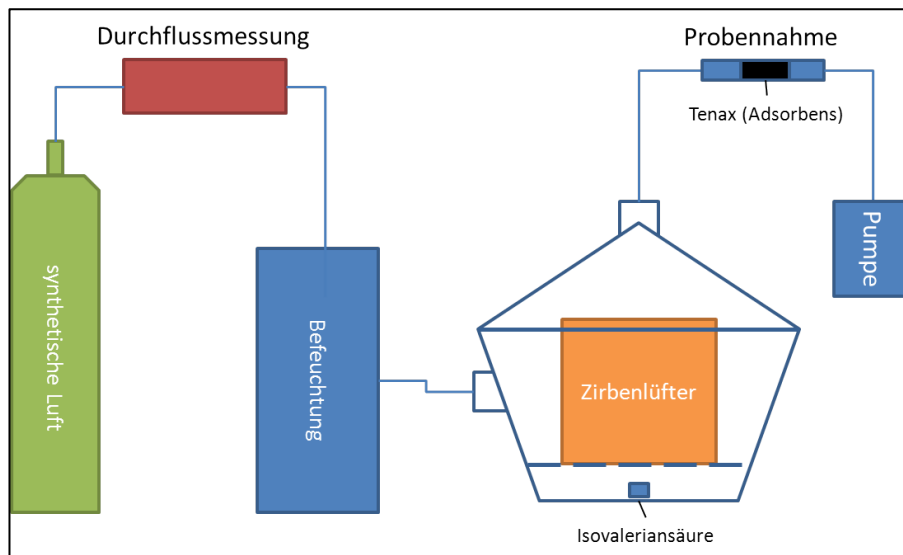 Durchflussmessung
Probennahme
Tenax (Adsorbens)
synthetische Luft
Befeuchtung
Pumpe
Zirbenlüfter
Isovaleriansäure